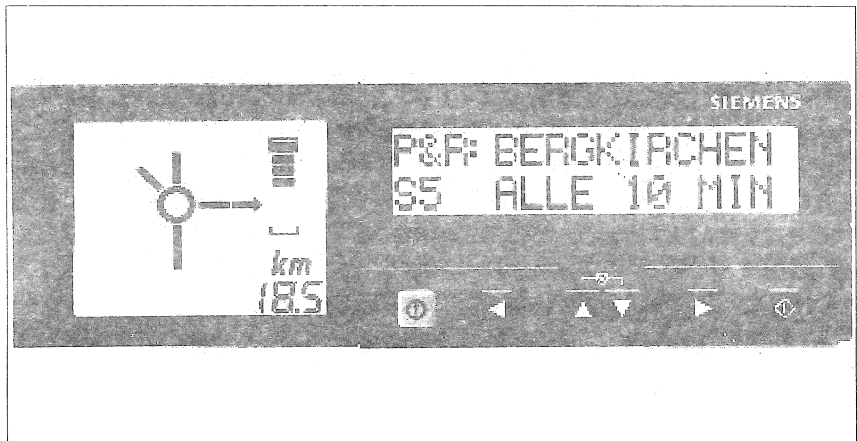 SIEMENS
P&R: BERGKIRCHEN
S5 ALLE 10 MIN
km
18.5